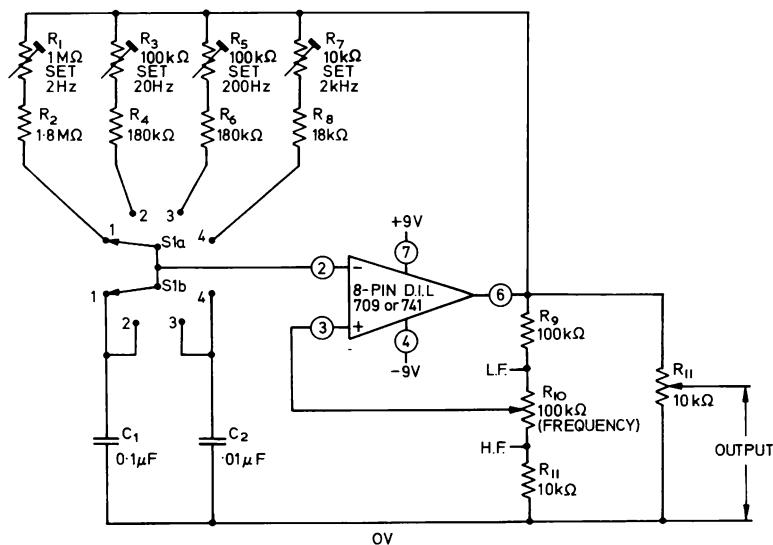 R1
1MΩ
SET
2Hz
R3
100kΩ
SET
20Hz
R5
100kΩ
SET
200Hz
R7
10kΩ
SET
2kHz
R2
1·8MΩ
R4
180kΩ
R6
180kΩ
R8
18kΩ
1
2
3
4
S1a
S1b
1
2
3
4
+9V
7
2
−
8-PIN D.I.L
709 or 741
6
3
+
4
−9V
R9
100kΩ
L.F.
R10
100kΩ
(FREQUENCY)
H.F.
R11
10kΩ
R11
10kΩ
OUTPUT
C1
0·1µF
C2
·01µF
0V